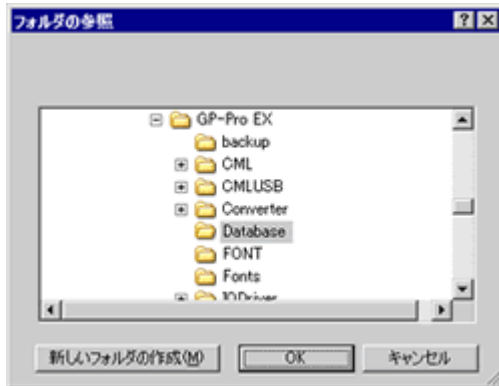 フォルダの参照
GP-Pro EX
backup
CML
CMLUSB
Converter
Database
FONT
Fonts
IODriver
新しいフォルダの作成(M) OK キャンセル